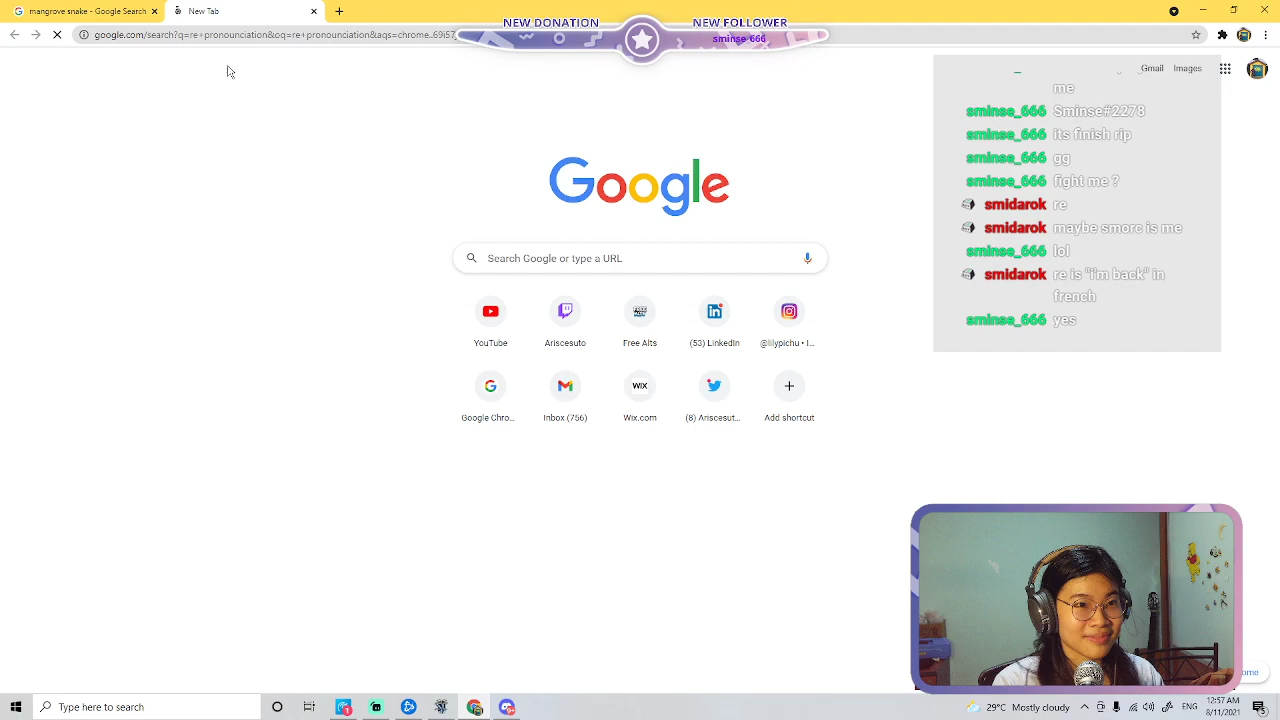 mangrove snake - Google Search
New Tab
google.com/search?q=re+pronounciation&oq=re+pronounciation&aqs=chrome..69i57
NEW DONATION
NEW FOLLOWER
sminse 666
Gmail
Images
me
sminse_666 Sminse#2278
sminse_666 its finish rip
sminse_666 gg
sminse_666 fight me ?
smidarok re
smidarok maybe smorc is me
sminse_666 lol
smidarok re is "i'm back" in
french
sminse_666 yes
Google
Search Google or type a URL
YouTube
Ariscesuto
Free Alts
(53) LinkedIn
@lilypichu • I...
WIX
Google Chro...
Inbox (756)
Wix.com
(8) Ariscesut...
Add shortcut
Type here to search
29°C Mostly cloudy
12:57 AM
8/11/2021